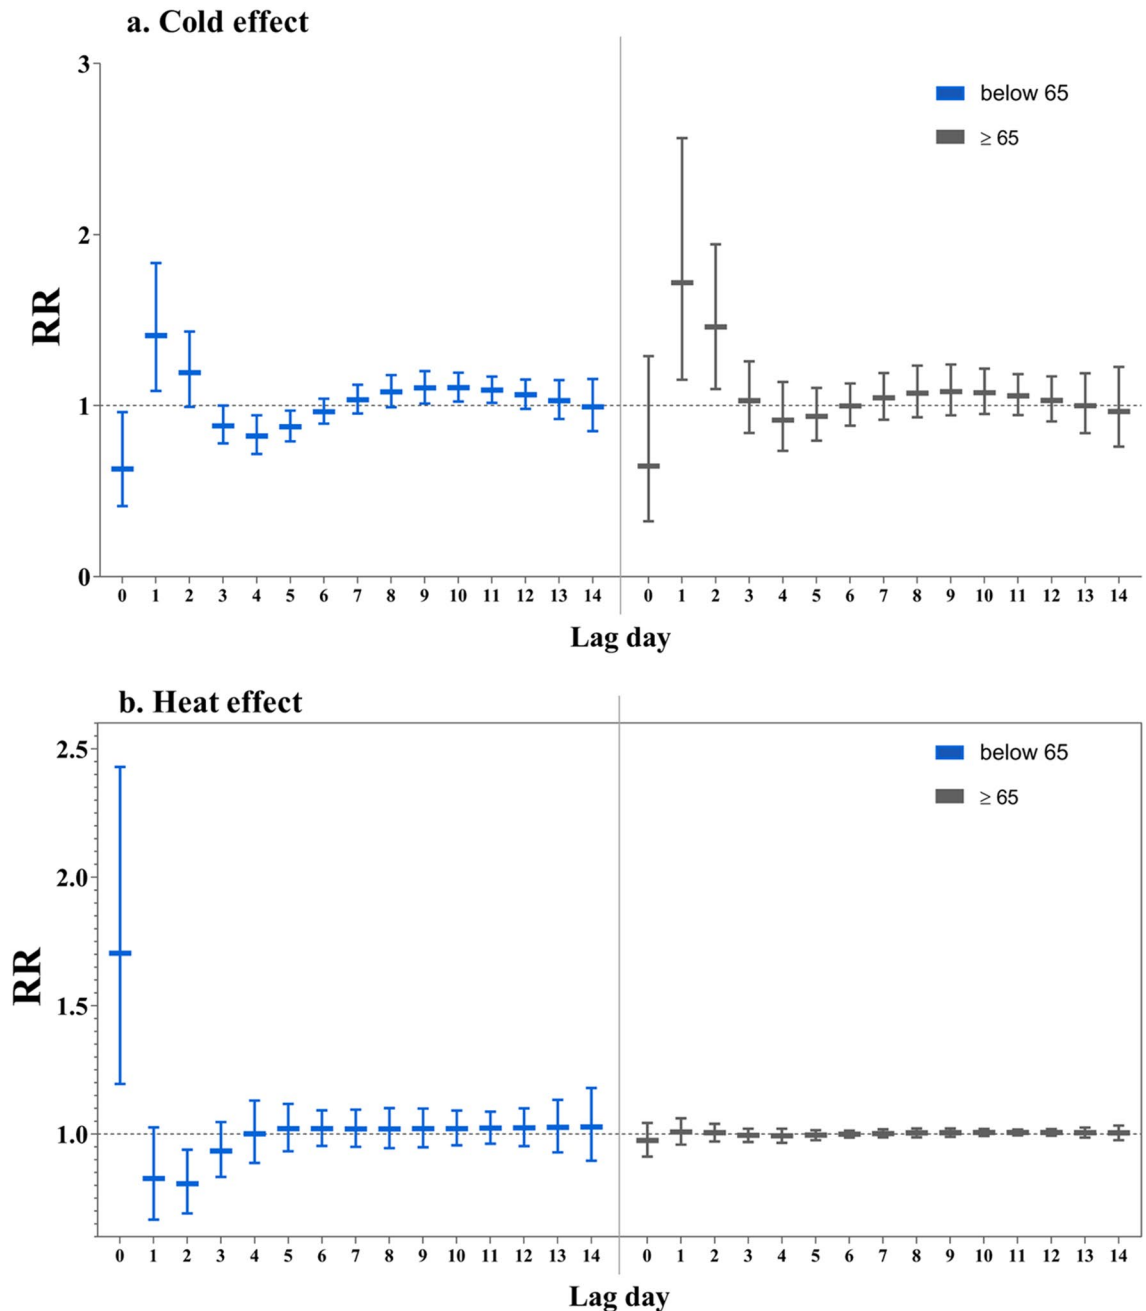 a. Cold effect
3
below 65
≥ 65
2
RR
1
0
0 1 2 3 4 5 6 7 8 9 10 11 12 13 14 0 1 2 3 4 5 6 7 8 9 10 11 12 13 14
Lag day
b. Heat effect
2.5
below 65
≥ 65
2.0
RR
1.5
1.0
0 1 2 3 4 5 6 7 8 9 10 11 12 13 14 0 1 2 3 4 5 6 7 8 9 10 11 12 13 14
Lag day